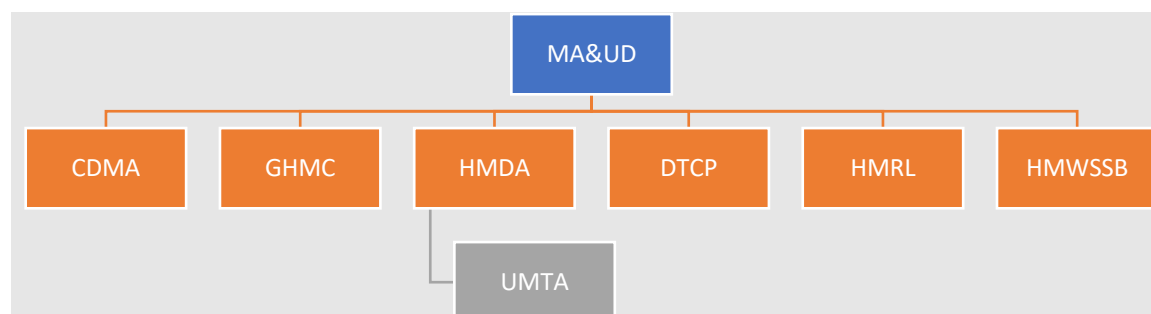 MA&UD
CDMA
GHMC
HMDA
DTCP
HMRL
HMWSSB
UMTA